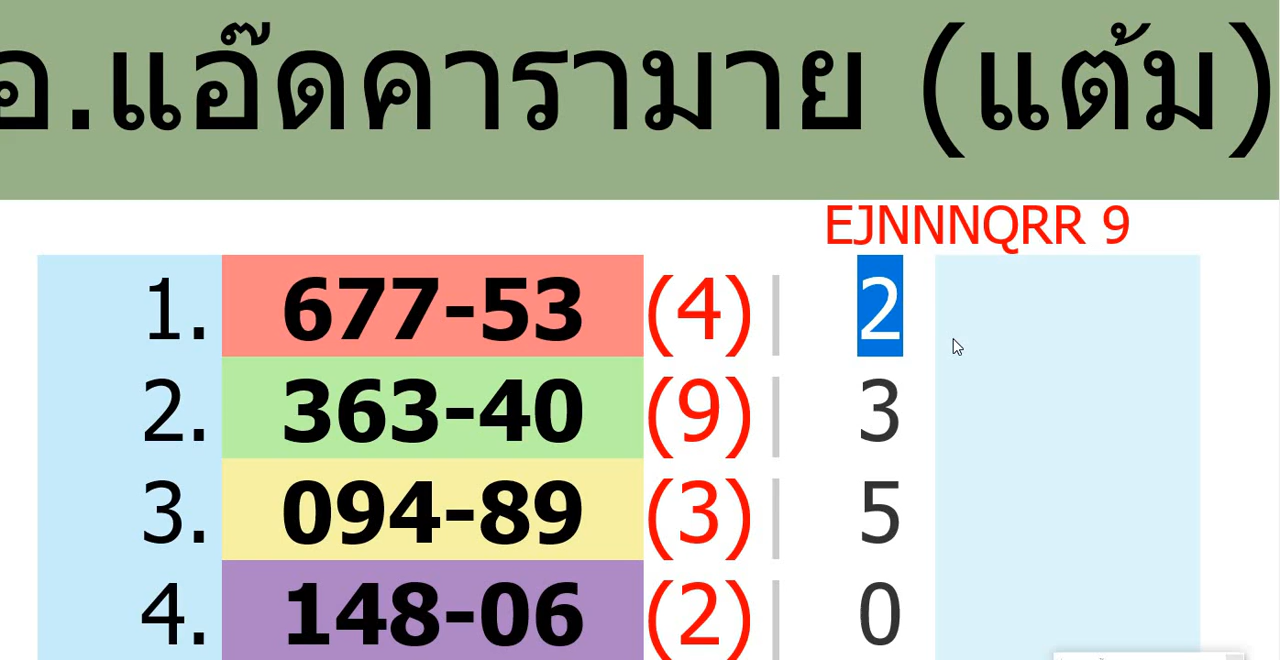 อ.แอ๊ดคารามาย (แต้ม)
EJNNNQRR 9
1. 677-53 (4) | 2
2. 363-40 (9) | 3
3. 094-89 (3) | 5
4. 148-06 (2) | 0